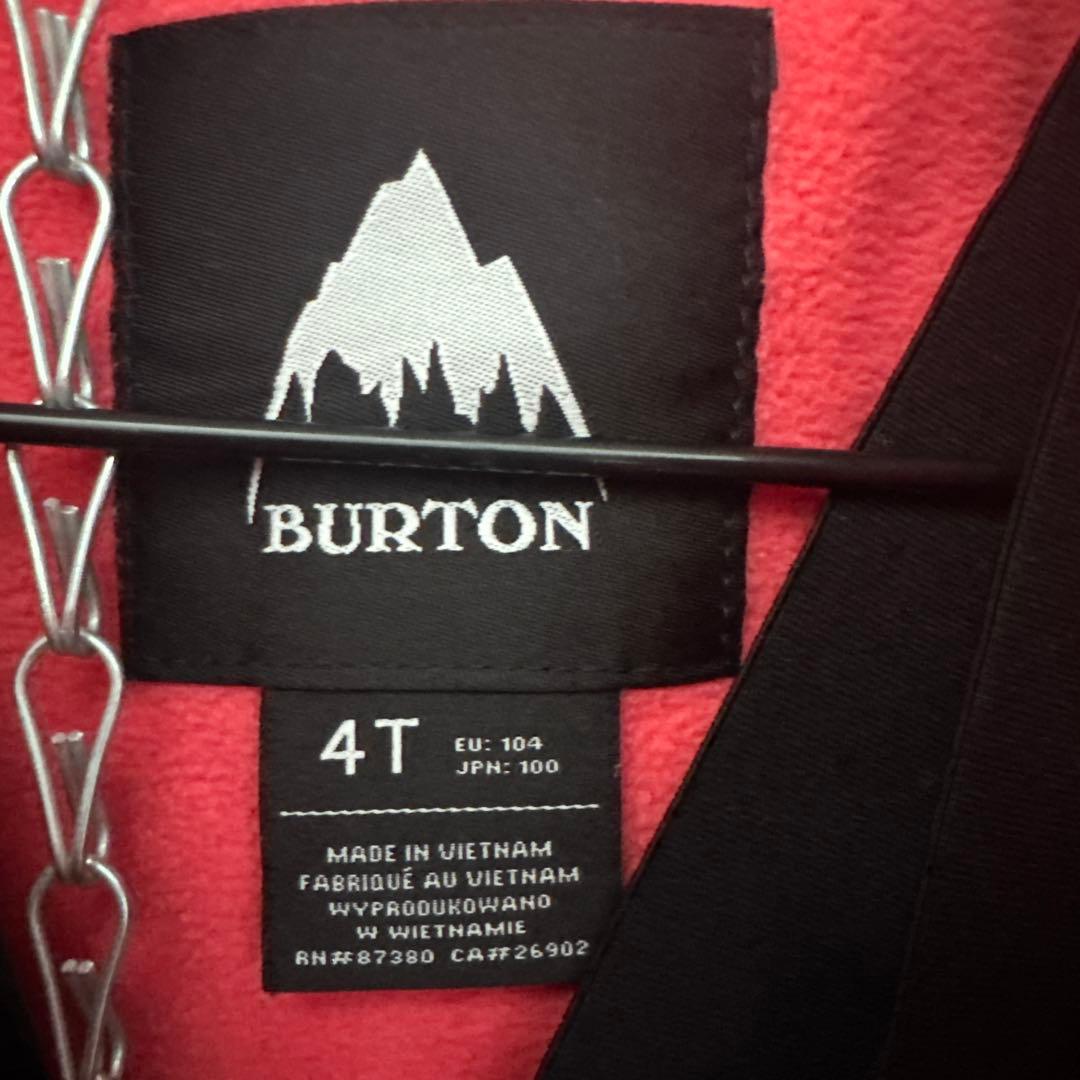 BURTON
4T
EU: 104
JPN: 100
MADE IN VIETNAM
FABRIQUÉ AU VIETNAM
WYPRODUKOWANO
W WIETNAMIE
RN#87380 CA#26902